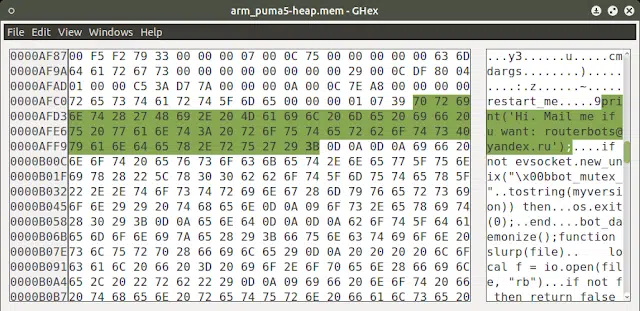 arm_puma5-heap.mem - GHex
File Edit View Windows Help
0000AF87 00 F5 F2 79 33 00 00 00 07 00 0C 75 00 00 00 00 00 63 6D ...y3......u.....cm
0000AF9A 64 61 72 67 73 00 00 00 00 00 00 00 00 29 00 0C DF 80 04 dargs........).....
0000AFAD 01 00 00 C5 3A D7 7A 00 00 00 00 0A 00 0C 7E A8 00 00 00 ....:.z.......~....
0000AFC0 72 65 73 74 61 72 74 5F 6D 65 00 00 00 01 07 39 70 72 69 restart_me.....9pri
0000AFD3 6E 74 28 27 48 69 2E 20 4D 61 69 6C 20 6D 65 20 69 66 20 nt('Hi. Mail me if
0000AFE6 75 20 77 61 6E 74 3A 20 72 6F 75 74 65 72 62 6F 74 73 40 u want: routerbots@
0000AFF9 79 61 6E 64 65 78 2E 72 75 27 29 3B 0D 0A 0D 0A 69 66 20 yandex.ru');....if
0000B00C 6E 6F 74 20 65 76 73 6F 63 6B 65 74 2E 6E 65 77 5F 75 6E not evsocket.new_un
0000B01F 69 78 28 22 5C 78 30 30 62 62 6F 74 5F 6D 75 74 65 78 5F ix("\x00bbot_mutex_
0000B032 22 2E 2E 74 6F 73 74 72 69 6E 67 28 6D 79 76 65 72 73 69 "..tostring(myversi
0000B045 6F 6E 29 29 20 74 68 65 6E 0D 0A 09 6F 73 2E 65 78 69 74 on)) then...os.exit
0000B058 28 30 29 3B 0D 0A 65 6E 64 0D 0A 0D 0A 62 6F 74 5F 64 61 (0);..end....bot_da
0000B06B 65 6D 6F 6E 69 7A 65 28 29 3B 66 75 6E 63 74 69 6F 6E 20 emonize();function
0000B07E 73 6C 75 72 70 28 66 69 6C 65 29 0D 0A 20 20 20 20 6C 6F slurp(file)..    lo
0000B091 63 61 6C 20 66 20 3D 20 69 6F 2E 6F 70 65 6E 28 66 69 6C cal f = io.open(fil
0000B0A4 65 2C 20 22 72 62 22 29 0D 0A 09 69 66 20 6E 6F 74 20 66 e, "rb")...if not f
0000B0B7 20 74 68 65 6E 20 72 65 74 75 72 6E 20 66 61 6C 73 65 20 then return false